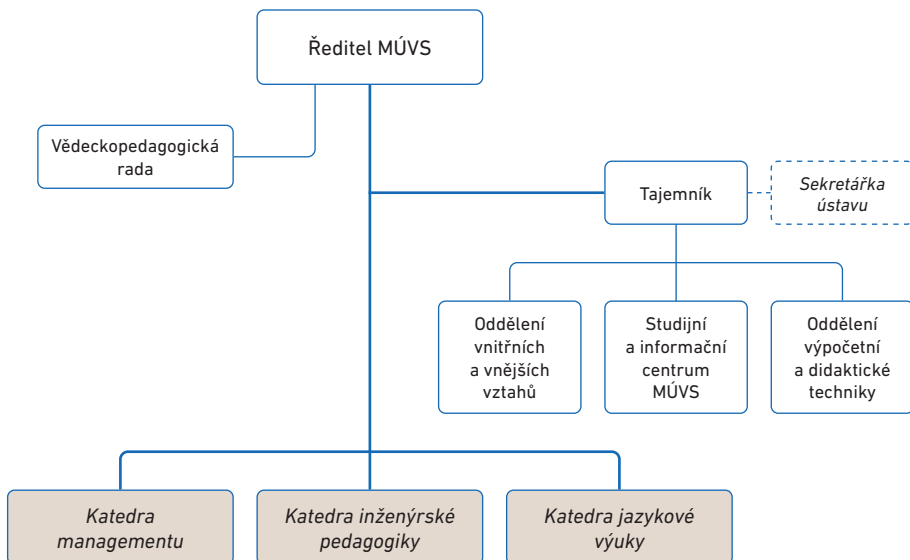 Ředitel MÚVS
Vědeckopedagogická
rada
Tajemník
Sekretářka
ústavu
Oddělení
vnitřních
a vnějších
vztahů
Studijní
a informační
centrum
MÚVS
Oddělení
výpočetní
a didaktické
techniky
Katedra
managementu
Katedra inženýrské
pedagogiky
Katedra jazykové
výuky